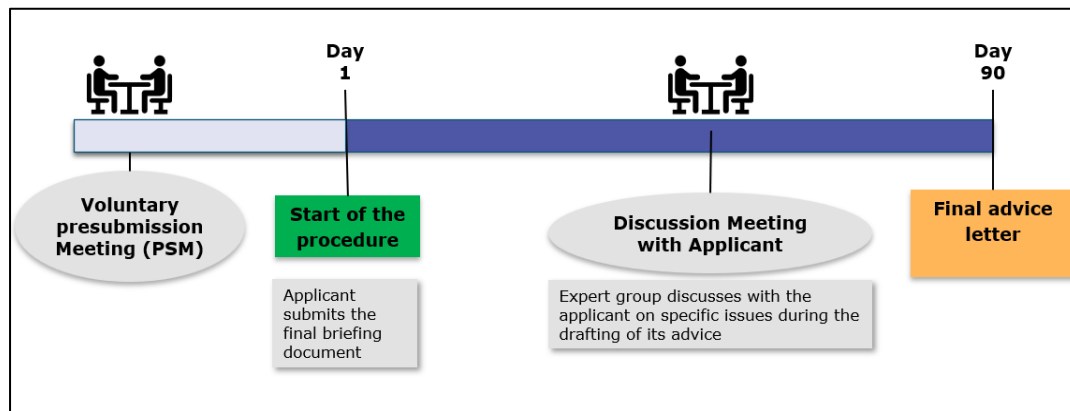 Day
1
Day
90
Voluntary
presubmission
Meeting (PSM)
Start of the
procedure
Applicant
submits the
final briefing
document
Discussion Meeting
with Applicant
Expert group discusses with the
applicant on specific issues during the
drafting of its advice
Final advice
letter